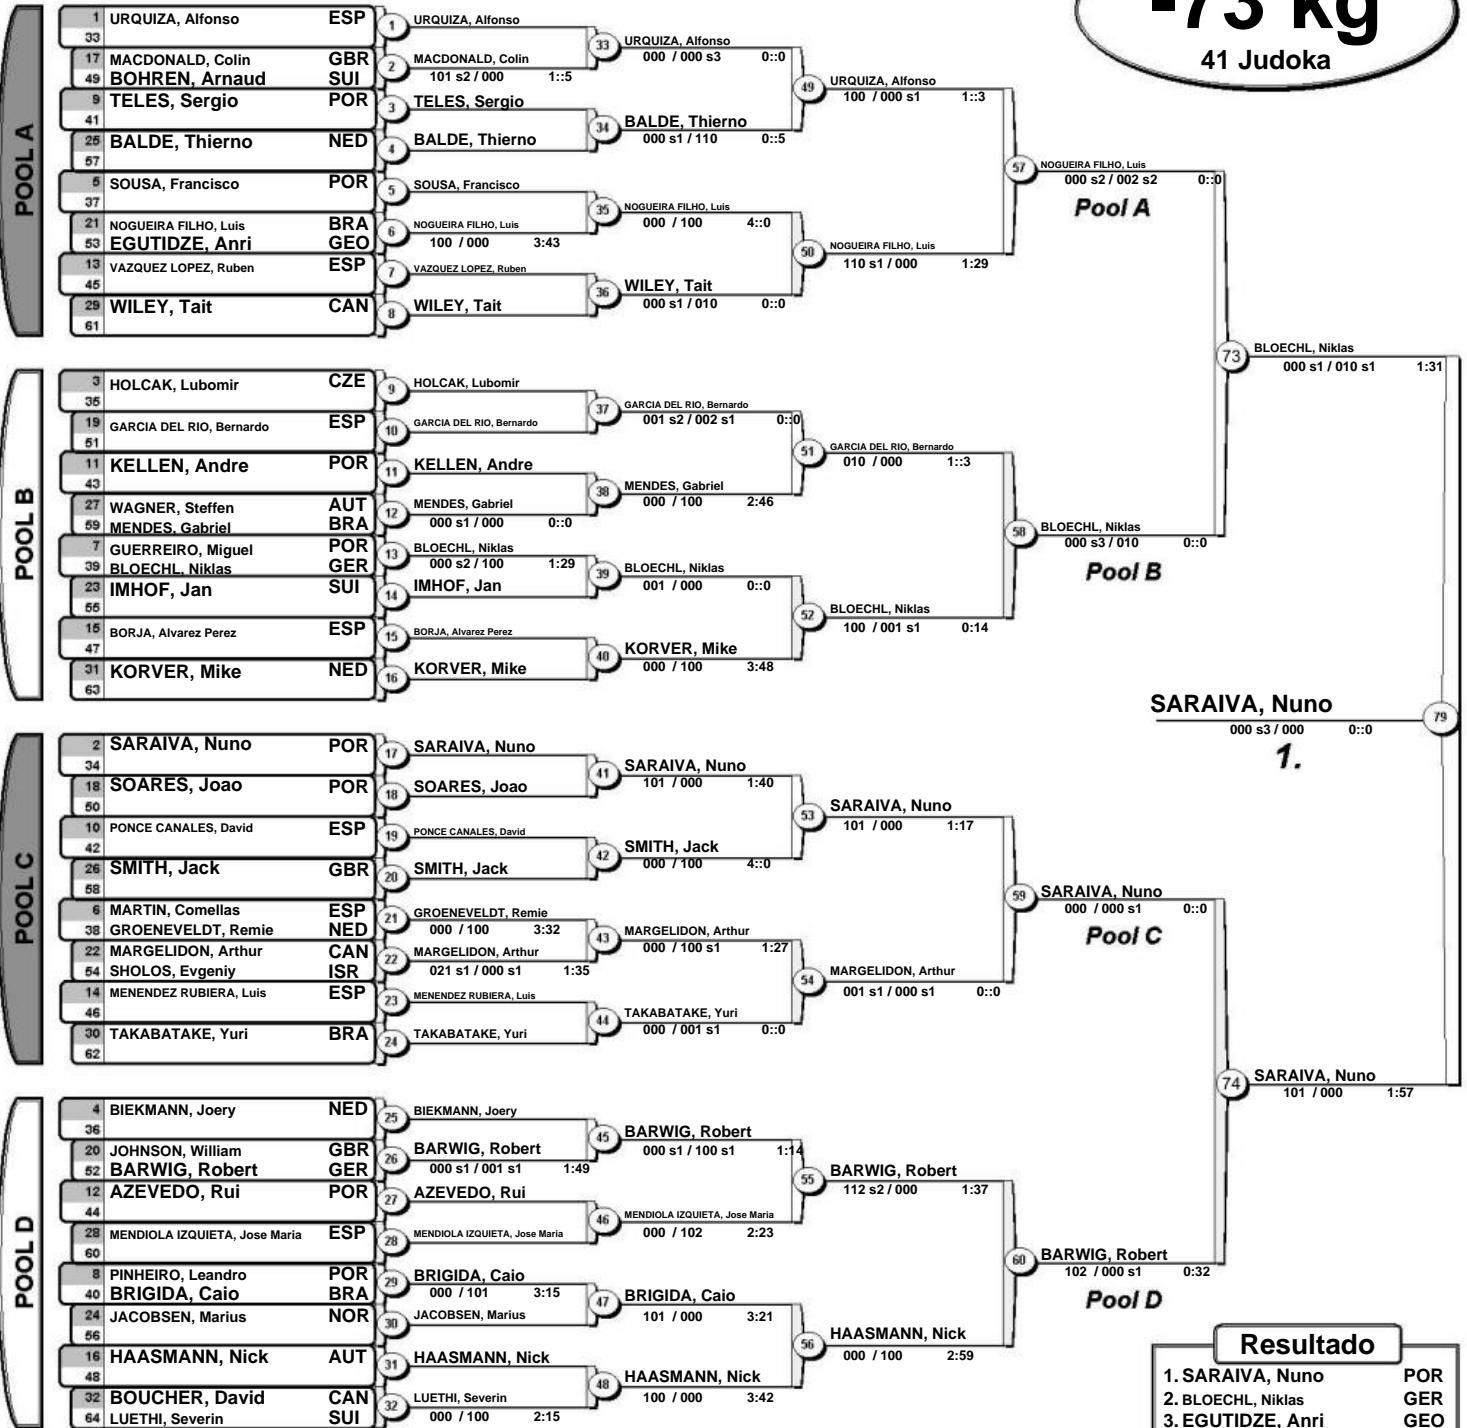 -73 kg
41 Judoka
POOL A
1 URQUIZA, Alfonso ESP
33
17 MACDONALD, Colin GBR
49 BOHREN, Arnaud SUI
9 TELES, Sergio POR
41
25 BALDE, Thierno NED
57
5 SOUSA, Francisco POR
37
21 NOGUEIRA FILHO, Luis BRA
53 EGUTIDZE, Anri GEO
13 VAZQUEZ LOPEZ, Ruben ESP
45
29 WILEY, Tait CAN
61
1 URQUIZA, Alfonso
2 MACDONALD, Colin
101 s2 / 000 1::5
3 TELES, Sergio
4 BALDE, Thierno
5 SOUSA, Francisco
6 NOGUEIRA FILHO, Luis
100 / 000 3:43
7 VAZQUEZ LOPEZ, Ruben
8 WILEY, Tait
33 URQUIZA, Alfonso
000 / 000 s3 0::0
34 BALDE, Thierno
000 s1 / 110 0::5
35 NOGUEIRA FILHO, Luis
000 / 100 4::0
36 WILEY, Tait
000 s1 / 010 0::0
49 URQUIZA, Alfonso
100 / 000 s1 1::3
50 NOGUEIRA FILHO, Luis
110 s1 / 000 1:29
57 NOGUEIRA FILHO, Luis
000 s2 / 002 s2 0::0
Pool A
POOL B
3 HOLCAK, Lubomir CZE
35
19 GARCIA DEL RIO, Bernardo ESP
51
11 KELLEN, Andre POR
43
27 WAGNER, Steffen AUT
59 MENDES, Gabriel BRA
7 GUERREIRO, Miguel POR
39 BLOECHL, Niklas GER
23 IMHOF, Jan SUI
55
15 BORJA, Alvarez Perez ESP
47
31 KORVER, Mike NED
63
9 HOLCAK, Lubomir
10 GARCIA DEL RIO, Bernardo
11 KELLEN, Andre
12 MENDES, Gabriel
000 s1 / 000 0::0
13 BLOECHL, Niklas
000 s2 / 100 1:29
14 IMHOF, Jan
15 BORJA, Alvarez Perez
16 KORVER, Mike
37 GARCIA DEL RIO, Bernardo
001 s2 / 002 s1 0::0
38 MENDES, Gabriel
000 / 100 2:46
39 BLOECHL, Niklas
001 / 000 0::0
40 KORVER, Mike
000 / 100 3:48
51 GARCIA DEL RIO, Bernardo
010 / 000 1::3
52 BLOECHL, Niklas
100 / 001 s1 0:14
58 BLOECHL, Niklas
000 s3 / 010 0::0
Pool B
73 BLOECHL, Niklas
000 s1 / 010 s1 1:31
SARAIVA, Nuno 79
000 s3 / 000 0::0
1.
POOL C
2 SARAIVA, Nuno POR
34
18 SOARES, Joao POR
50
10 PONCE CANALES, David ESP
42
26 SMITH, Jack GBR
58
6 MARTIN, Comellas ESP
38 GROENEVELDT, Remie NED
22 MARGELIDON, Arthur CAN
54 SHOLOS, Evgeniy ISR
14 MENENDEZ RUBIERA, Luis ESP
46
30 TAKABATAKE, Yuri BRA
62
17 SARAIVA, Nuno
18 SOARES, Joao
19 PONCE CANALES, David
20 SMITH, Jack
21 GROENEVELDT, Remie
000 / 100 3:32
22 MARGELIDON, Arthur
021 s1 / 000 s1 1:35
23 MENENDEZ RUBIERA, Luis
24 TAKABATAKE, Yuri
41 SARAIVA, Nuno
101 / 000 1:40
42 SMITH, Jack
000 / 100 4::0
43 MARGELIDON, Arthur
000 / 100 s1 1:27
44 TAKABATAKE, Yuri
000 / 001 s1 0::0
53 SARAIVA, Nuno
101 / 000 1:17
54 MARGELIDON, Arthur
001 s1 / 000 s1 0::0
59 SARAIVA, Nuno
000 / 000 s1 0::0
Pool C
74 SARAIVA, Nuno
101 / 000 1:57
POOL D
4 BIEKMANN, Joery NED
36
20 JOHNSON, William GBR
52 BARWIG, Robert GER
12 AZEVEDO, Rui POR
44
28 MENDIOLA IZQUIETA, Jose Maria ESP
60
8 PINHEIRO, Leandro POR
40 BRIGIDA, Caio BRA
24 JACOBSEN, Marius NOR
56
16 HAASMANN, Nick AUT
48
32 BOUCHER, David CAN
64 LUETHI, Severin SUI
25 BIEKMANN, Joery
26 BARWIG, Robert
000 s1 / 001 s1 1:49
27 AZEVEDO, Rui
28 MENDIOLA IZQUIETA, Jose Maria
29 BRIGIDA, Caio
000 / 101 3:15
30 JACOBSEN, Marius
31 HAASMANN, Nick
32 LUETHI, Severin
000 / 100 2:15
45 BARWIG, Robert
000 s1 / 100 s1 1:14
46 MENDIOLA IZQUIETA, Jose Maria
000 / 102 2:23
47 BRIGIDA, Caio
101 / 000 3:21
48 HAASMANN, Nick
100 / 000 3:42
55 BARWIG, Robert
112 s2 / 000 1:37
56 HAASMANN, Nick
000 / 100 2:59
60 BARWIG, Robert
102 / 000 s1 0:32
Pool D
Resultado
1. SARAIVA, Nuno POR
2. BLOECHL, Niklas GER
3. EGUTIDZE, Anri GEO